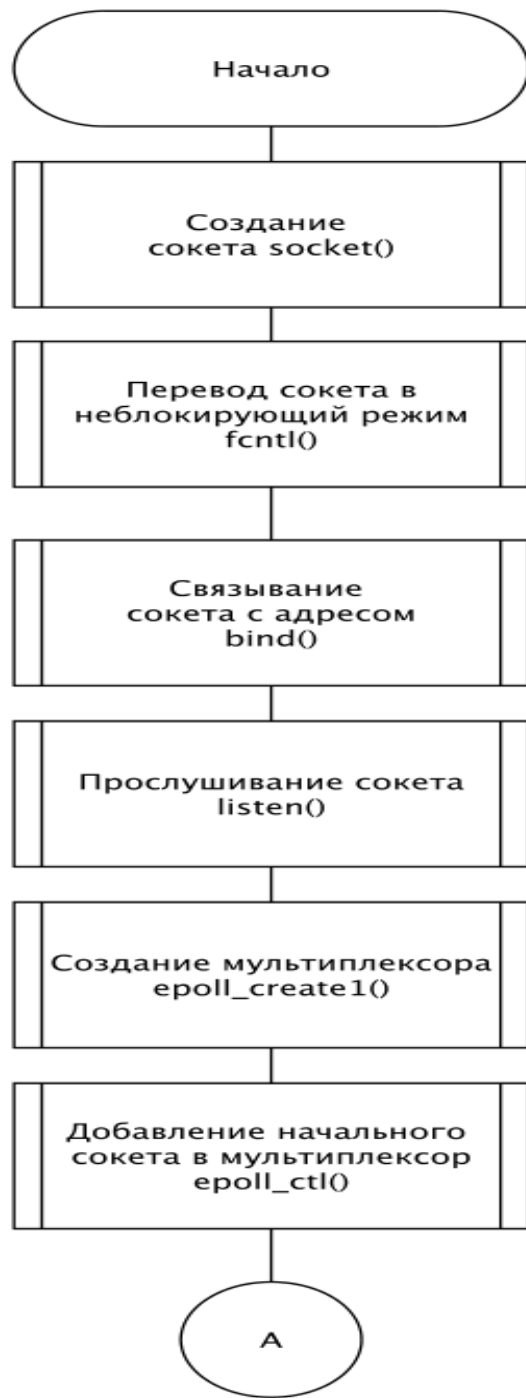 Начало
Создание
сокета socket()
Перевод сокета в
неблокирующий режим
fcntl()
Связывание
сокета с адресом
bind()
Прослушивание сокета
listen()
Создание мультиплексора
epoll_create1()
Добавление начального
сокета в мультиплексор
epoll_ctl()
А